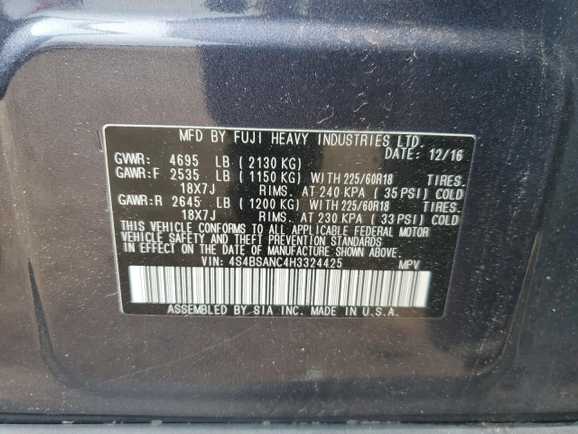 MFD BY FUJI HEAVY INDUSTRIES LTD.
DATE: 12/16
GVWR: 4695 LB ( 2130 KG)
GAWR:F 2535 LB ( 1150 KG) WITH 225/60R18 TIRES.
18X7J RIMS. AT 240 KPA ( 35 PSI) COLD
GAWR:R 2645 LB ( 1200 KG) WITH 225/60R18 TIRES.
18X7J RIMS. AT 230 KPA ( 33 PSI) COLD
THIS VEHICLE CONFORMS TO ALL APPLICABLE FEDERAL MOTOR
VEHICLE SAFETY AND THEFT PREVENTION STANDARDS
IN EFFECT ON THE DATE OF MANUFACTURE SHOWN ABOVE.
VIN: 4S4BSANC4H3324425 MPV
ASSEMBLED BY SIA INC. IN U.S.A.